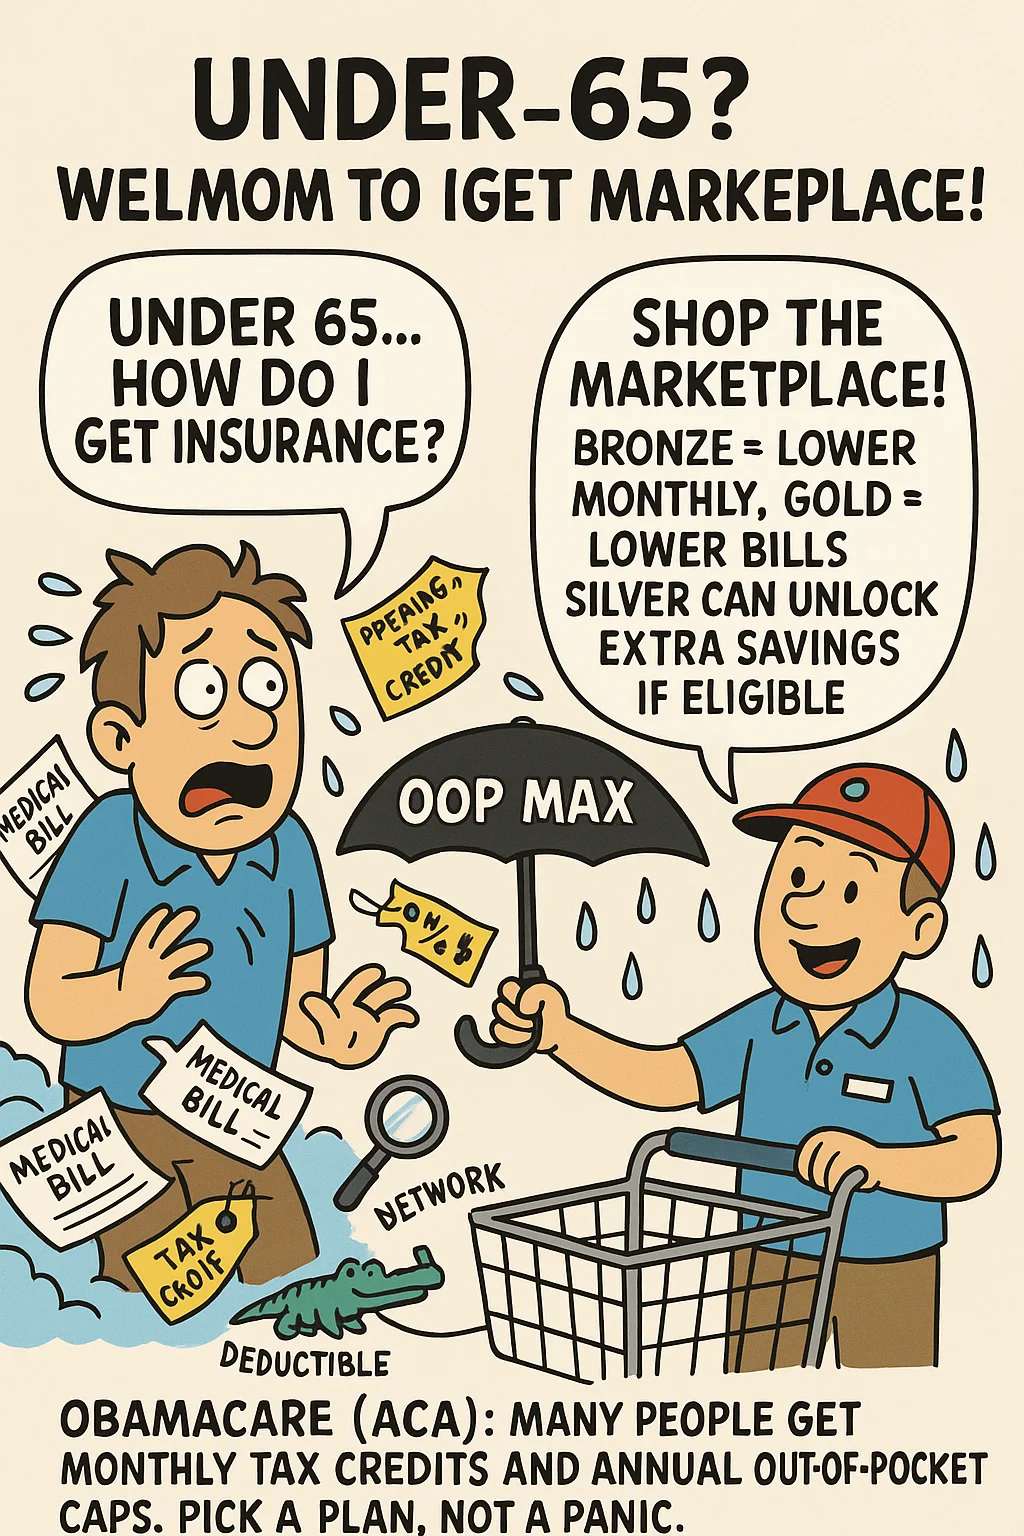 UNDER-65?
WELMOM TO IGET MARKEPLACE!
UNDER 65...
HOW DO I
GET INSURANCE?
SHOP THE
MARKETPLACE!
BRONZE = LOWER
MONTHLY, GOLD =
LOWER BILLS
SILVER CAN UNLOCK
EXTRA SAVINGS
IF ELIGIBLE
TAX
CREDIT
OOP MAX
MEDICAL
BILL
MEDICAL
BILL
MEDICAL
BILL
TAX
NETWORK
DEDUCTIBLE
OBAMACARE (ACA): MANY PEOPLE GET
MONTHLY TAX CREDITS AND ANNUAL OUT-OF-POCKET
CAPS. PICK A PLAN, NOT A PANIC.